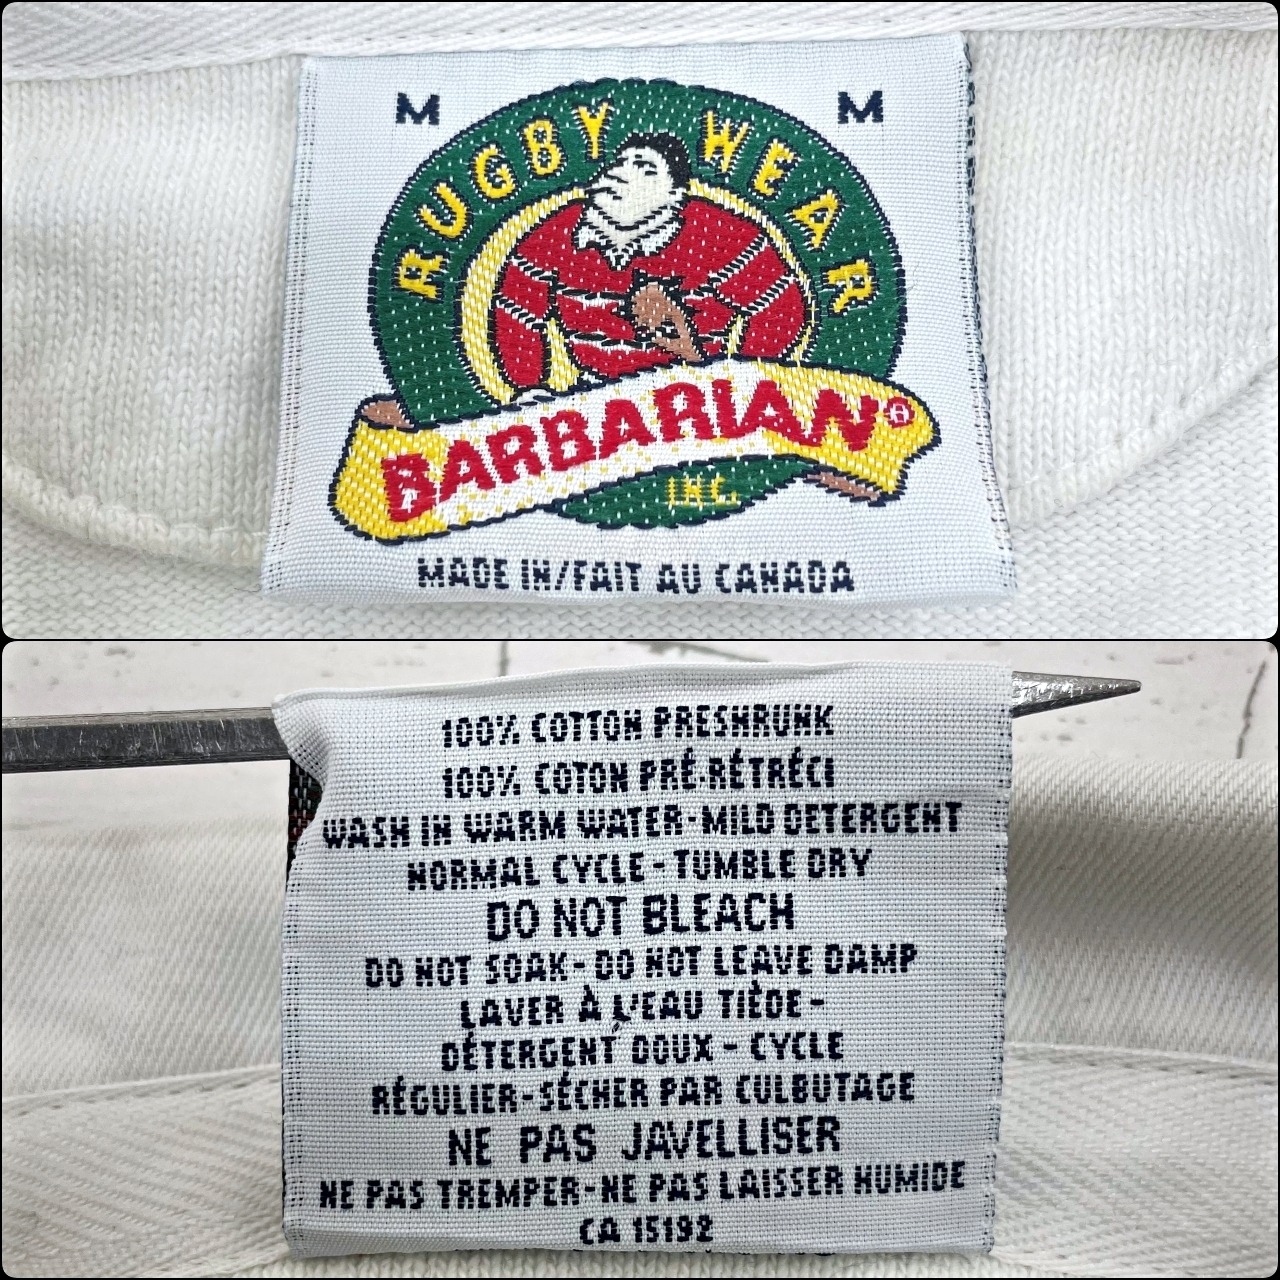 M M
RUGBY WEAR
BARBARIAN®
INC.
MADE IN/FAIT AU CANADA
100% COTTON PRESHRUNK
100% COTON PRÉ-RÉTRÉCI
WASH IN WARM WATER-MILD DETERGENT
NORMAL CYCLE - TUMBLE DRY
DO NOT BLEACH
DO NOT SOAK - DO NOT LEAVE DAMP
LAVER À L'EAU TIÈDE -
DÉTERGENT DOUX - CYCLE
RÉGULIER-SÉCHER PAR CULBUTAGE
NE PAS JAVELLISER
NE PAS TREMPER-NE PAS LAISSER HUMIDE
CA 15192